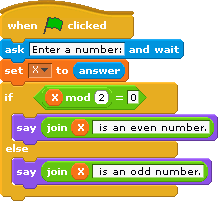 when clicked
ask Enter a number: and wait
set X to answer
if X mod 2 = 0
say join X is an even number.
else
say join X is an odd number.